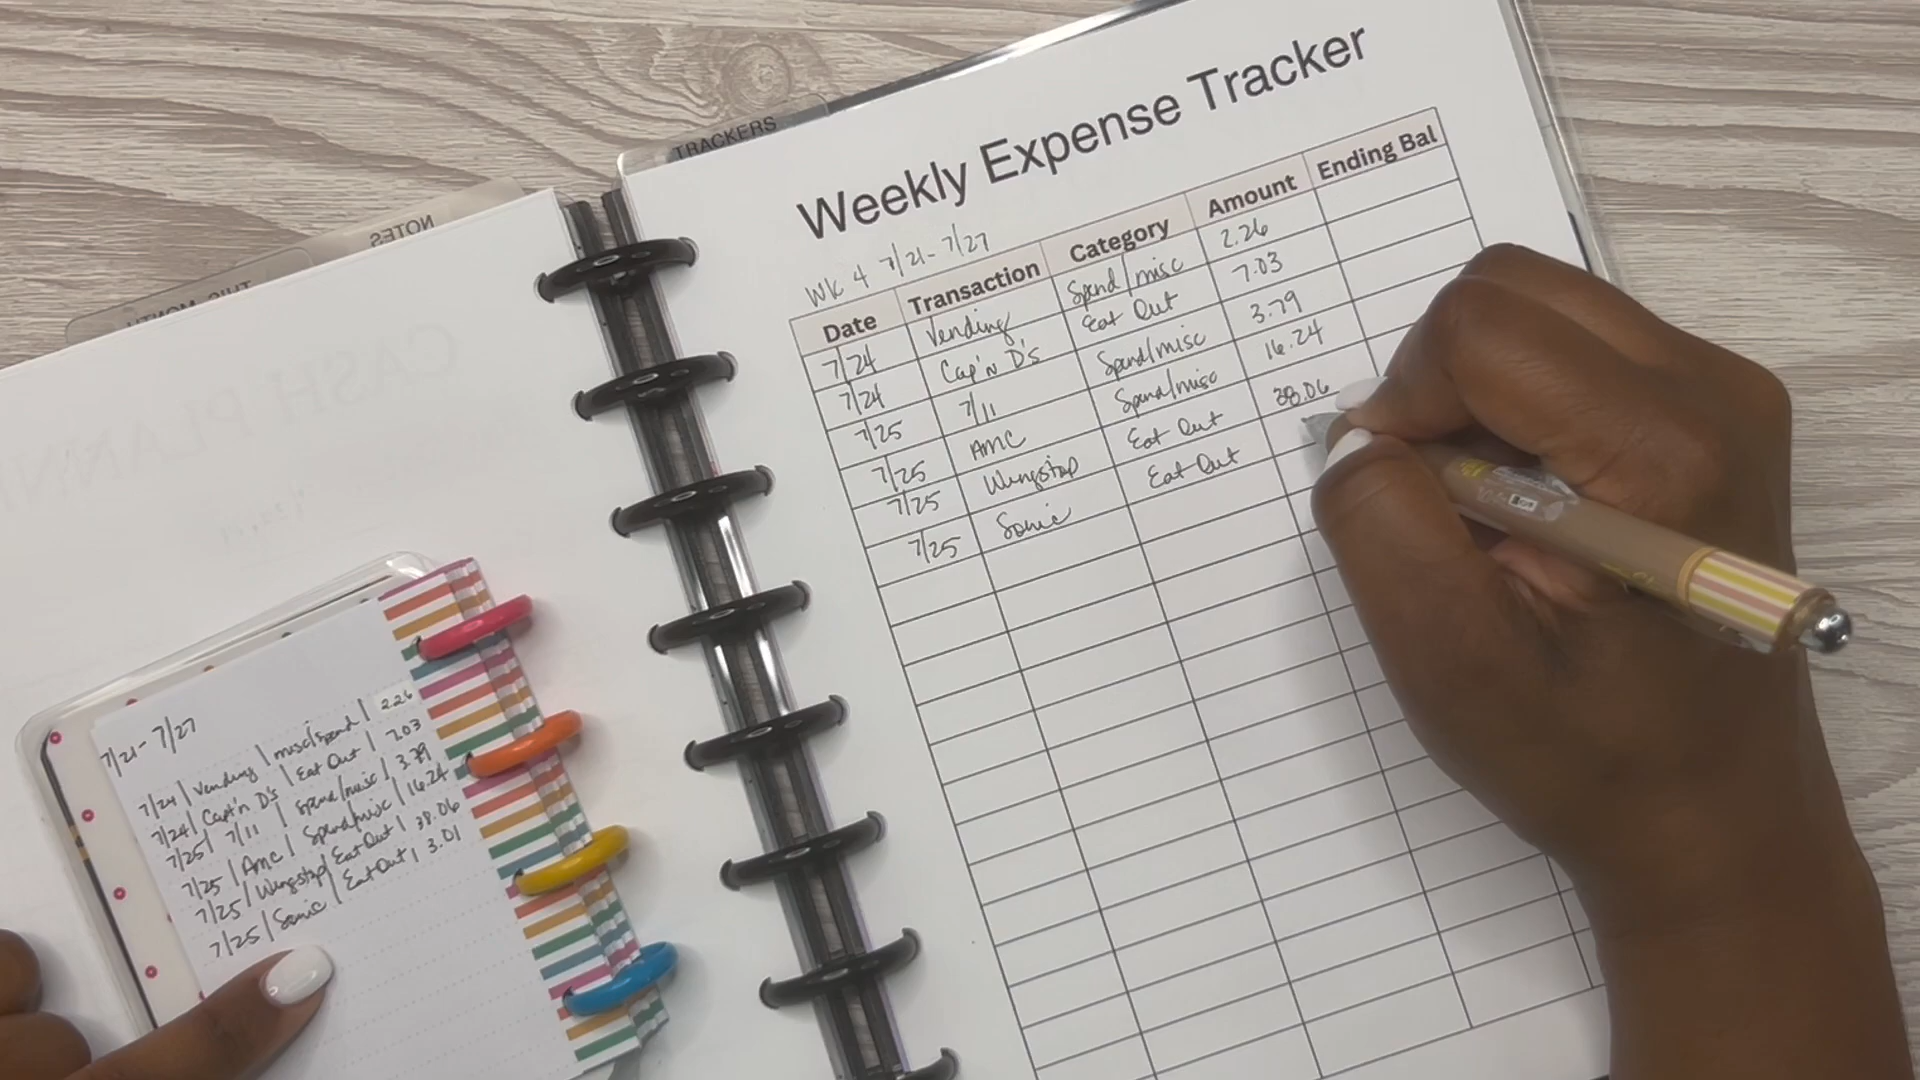 TRACKERS
NOTES
THIS MONTH
CASH PLANN
Weekly Expense Tracker
Wk 4 7/21-7/27
Date Transaction Category Amount Ending Bal
7/24 Vending Spend/misc 2.26
7/24 Cap'n D's Eat Out 7.03
7/25 7/11 Spend/misc 3.79
7/25 AMC Spend/misc 16.24
7/25 Wingstop Eat Out 38.06
7/25 Sonic Eat Out
7/21-7/27
7/24 | Vending | misc/spend | 2.26
7/24 | Capt'n D's | Eat Out | 7.03
7/25 | 7/11 | Spend/misc | 3.79
7/25 | AMC | Spend/misc | 16.24
7/25 | Wingstop | Eat Out | 38.06
7/25 | Sonic | Eat Out | 3.01